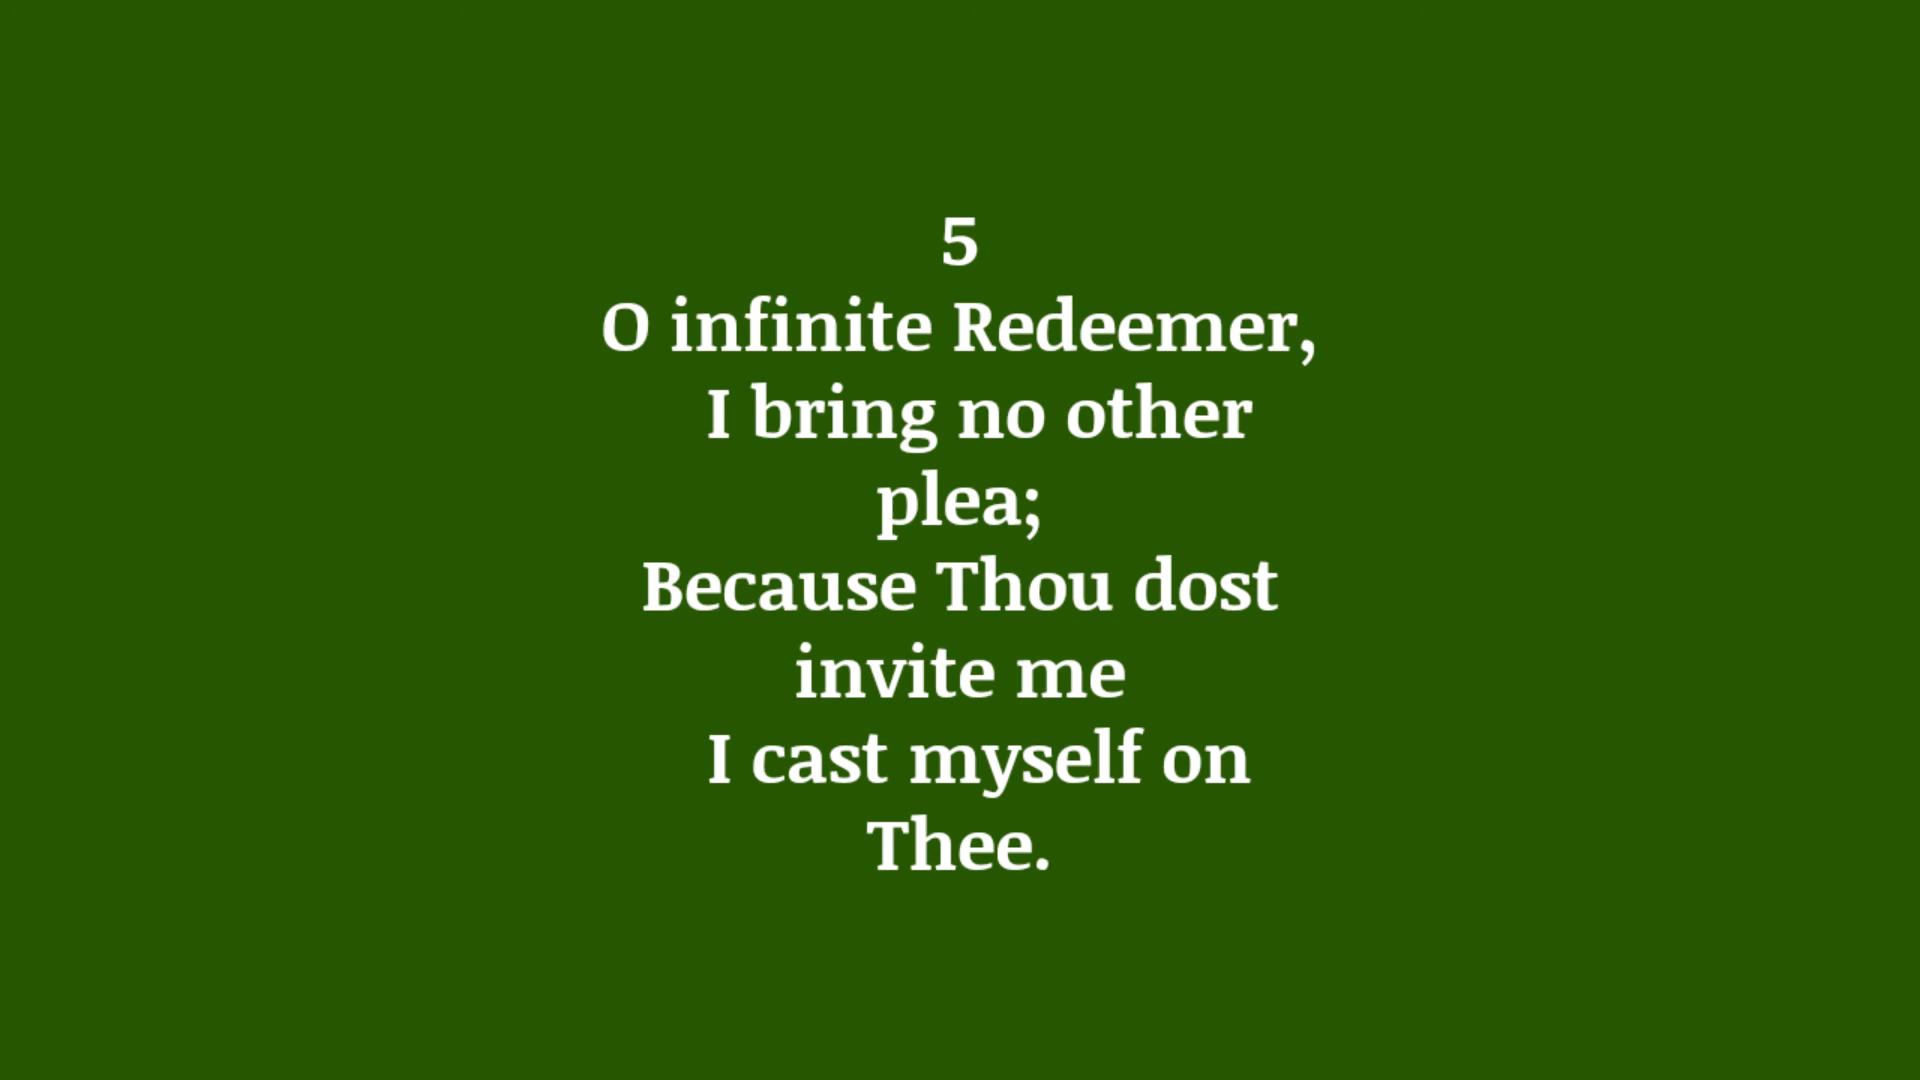 5
O infinite Redeemer,
I bring no other
plea;
Because Thou dost
invite me
I cast myself on
Thee.